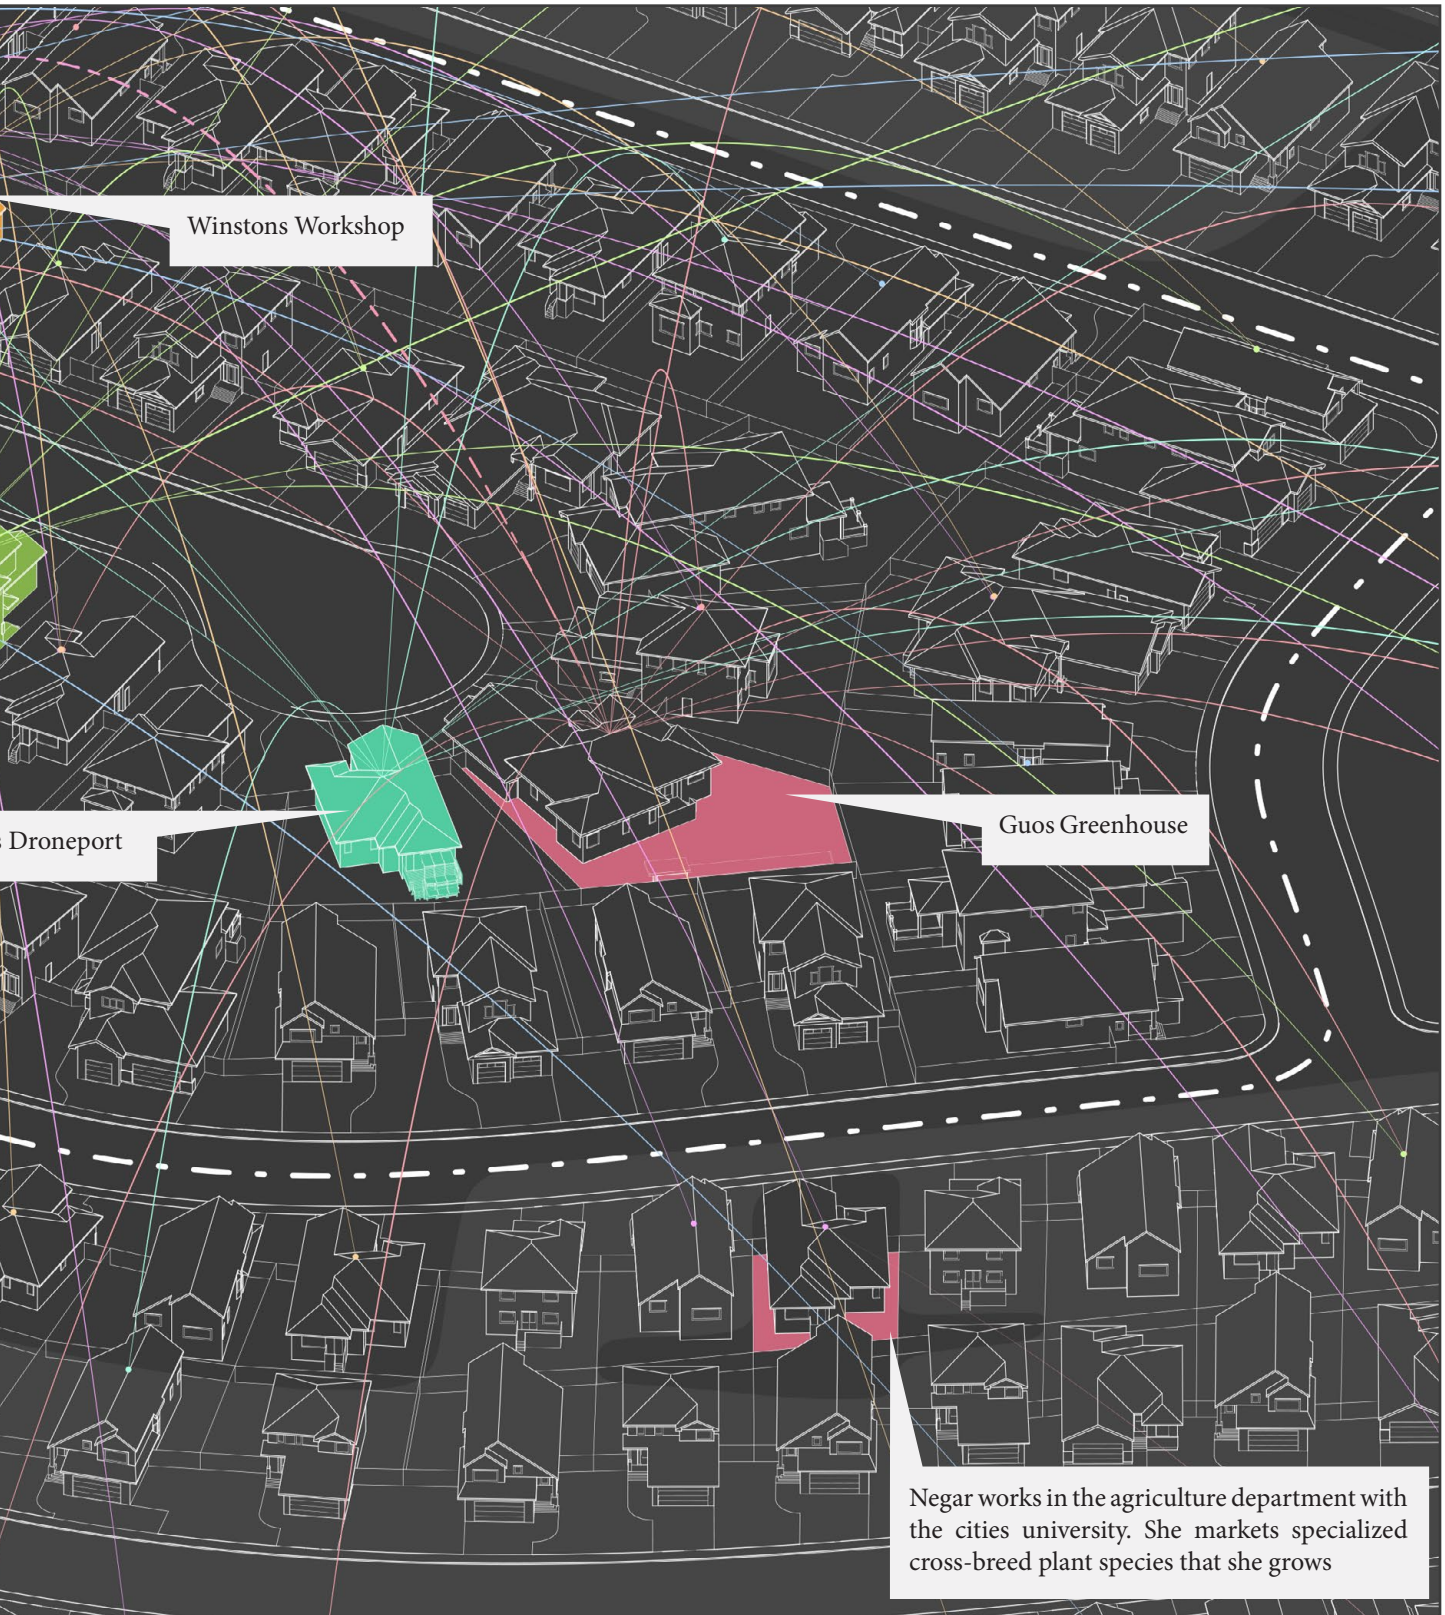 Winstons Workshop
s Droneport
Guos Greenhouse
Negar works in the agriculture department with
the cities university. She markets specialized
cross-breed plant species that she grows